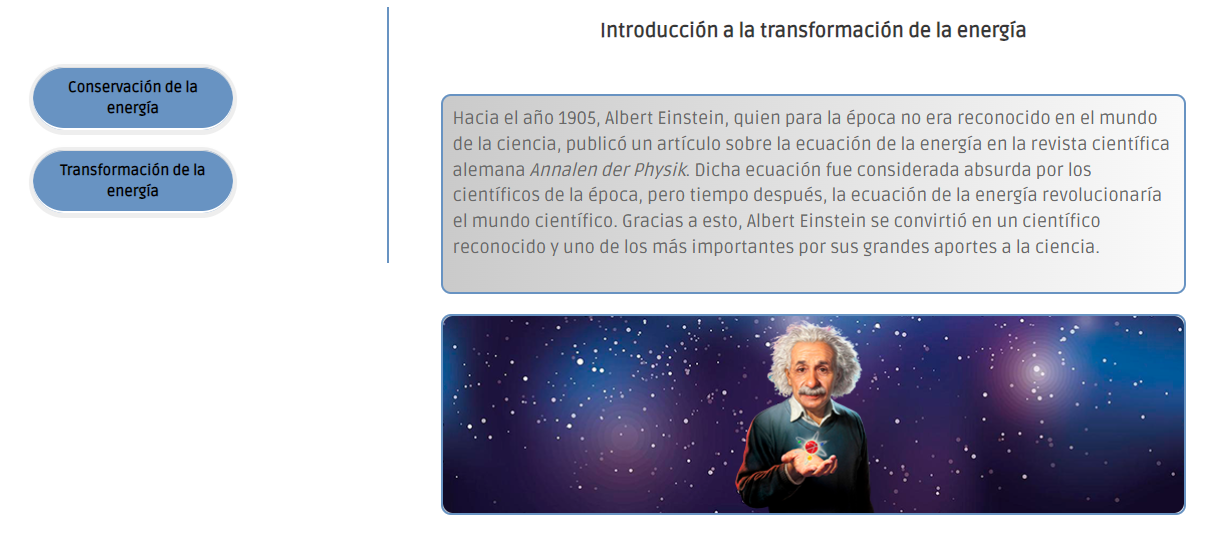 Introducción a la transformación de la energía
Conservación de la
energía
Transformación de la
energía
Hacia el año 1905, Albert Einstein, quien para la época no era reconocido en el mundo
de la ciencia, publicó un artículo sobre la ecuación de la energía en la revista científica
alemana Annalen der Physik. Dicha ecuación fue considerada absurda por los
científicos de la época, pero tiempo después, la ecuación de la energía revolucionaría
el mundo científico. Gracias a esto, Albert Einstein se convirtió en un científico
reconocido y uno de los más importantes por sus grandes aportes a la ciencia.